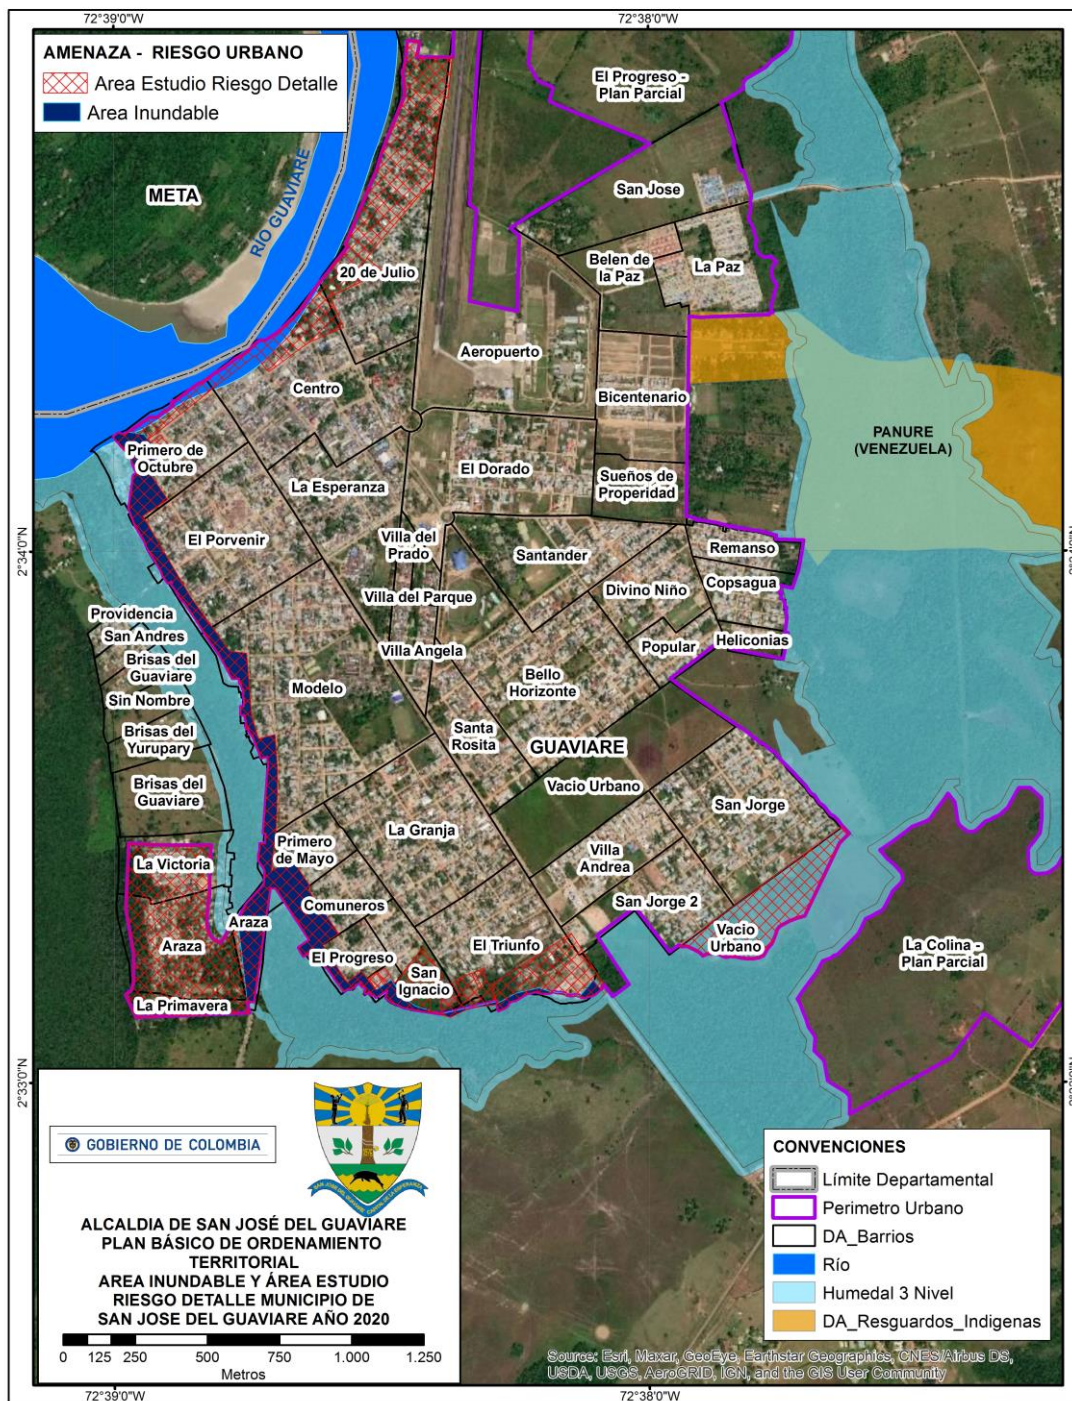 72°39'0"W
72°38'0"W
AMENAZA - RIESGO URBANO
Area Estudio Riesgo Detalle
Area Inundable
META
RÍO GUAVIARE
El Progreso -
Plan Parcial
San Jose
20 de Julio
Belen de
la Paz
La Paz
Aeropuerto
Centro
Bicentenario
PANURE
(VENEZUELA)
Primero de
Octubre
La Esperanza
El Dorado
Sueños de
Properidad
El Porvenir
Villa del
Prado
Santander
Remanso
2°34'0"N
Villa del Parque
Divino Niño
Copsagua
Providencia
San Andres
Brisas del
Guaviare
Villa Angela
Popular
Heliconias
Sin Nombre
Modelo
Bello
Horizonte
Brisas del
Yurupary
Santa
Rosita
GUAVIARE
Brisas del
Guaviare
Vacio Urbano
San Jorge
La Victoria
Primero
de Mayo
La Granja
Villa
Andrea
Comuneros
San Jorge 2
Araza
Araza
El Progreso
San
Ignacio
El Triunfo
Vacio
Urbano
La Colina -
Plan Parcial
La Primavera
2°33'0"N
GOBIERNO DE COLOMBIA
ALCALDIA DE SAN JOSÉ DEL GUAVIARE
PLAN BÁSICO DE ORDENAMIENTO
TERRITORIAL
AREA INUNDABLE Y ÁREA ESTUDIO
RIESGO DETALLE MUNICIPIO DE
SAN JOSE DEL GUAVIARE AÑO 2020
0 125 250 500 750 1.000 1.250
Metros
CONVENCIONES
Límite Departamental
Perimetro Urbano
DA_Barrios
Río
Humedal 3 Nivel
DA_Resguardos_Indigenas
Source: Esri, Maxar, GeoEye, Earthstar Geographics, CNES/Airbus DS,
USDA, USGS, AeroGRID, IGN, and the GIS User Community
72°39'0"W
72°38'0"W